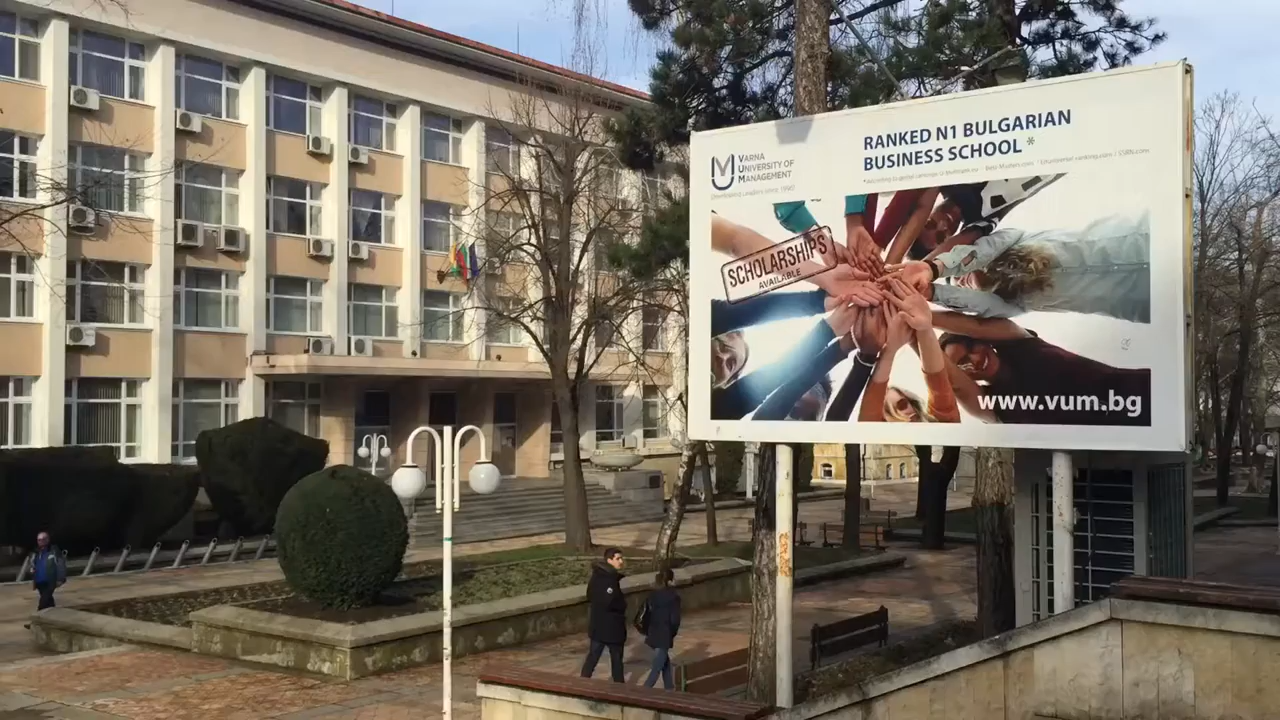 VARNA
UNIVERSITY OF
MANAGEMENT
RANKED N1 BULGARIAN
BUSINESS SCHOOL *
SCHOLARSHIPS
AVAILABLE
www.vum.bg